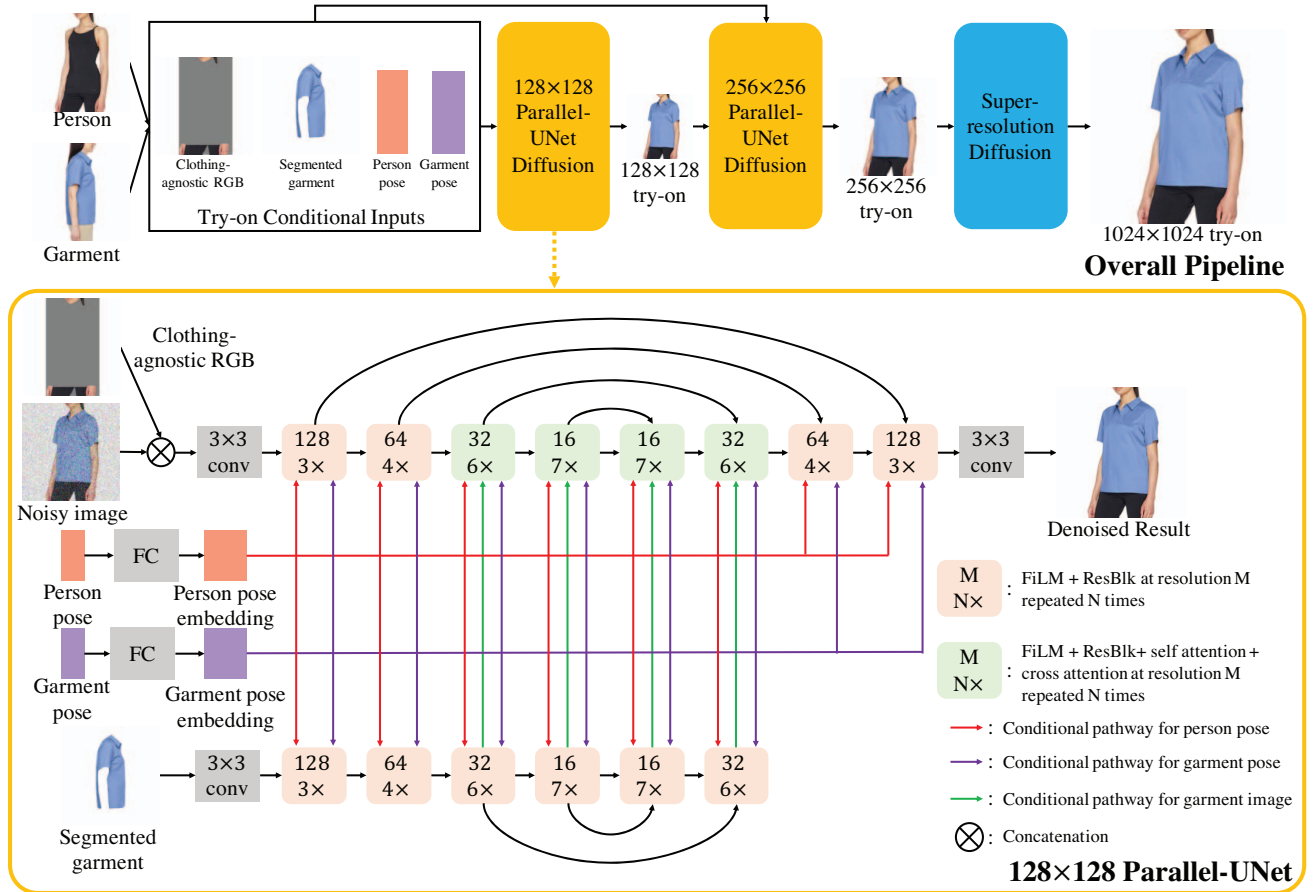 Person
Garment
Clothing-
agnostic RGB
Segmented
garment
Person
pose
Garment
pose
Try-on Conditional Inputs
128×128
Parallel-
UNet
Diffusion
128×128
try-on
256×256
Parallel-
UNet
Diffusion
256×256
try-on
Super-
resolution
Diffusion
1024×1024 try-on
Overall Pipeline
Clothing-
agnostic RGB
Noisy image
3×3
conv
128
3×
64
4×
32
6×
16
7×
16
7×
32
6×
64
4×
128
3×
3×3
conv
Denoised Result
Person
pose
FC
Person pose
embedding
Garment
pose
FC
Garment pose
embedding
Segmented
garment
3×3
conv
128
3×
64
4×
32
6×
16
7×
16
7×
32
6×
M
N×
: FiLM + ResBlk at resolution M
repeated N times
M
N×
: FiLM + ResBlk+ self attention +
cross attention at resolution M
repeated N times
: Conditional pathway for person pose
: Conditional pathway for garment pose
: Conditional pathway for garment image
: Concatenation
128×128 Parallel-UNet